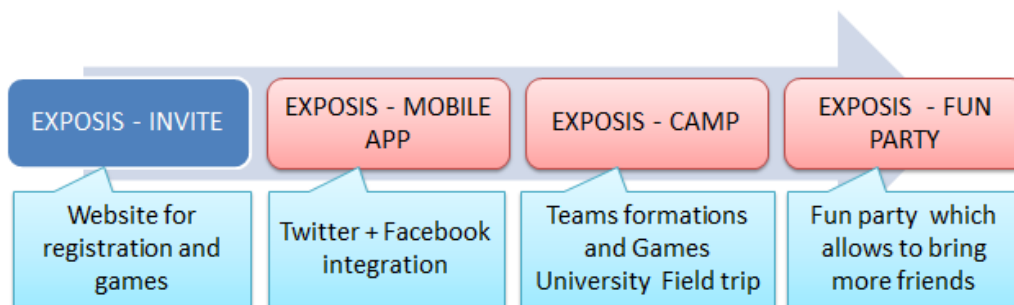 EXPOSIS - INVITE
EXPOSIS - MOBILE
APP
EXPOSIS - CAMP
EXPOSIS - FUN
PARTY
Website for
registration and
games
Twitter + Facebook
integration
Teams formations
and Games
University Field trip
Fun party which
allows to bring
more friends